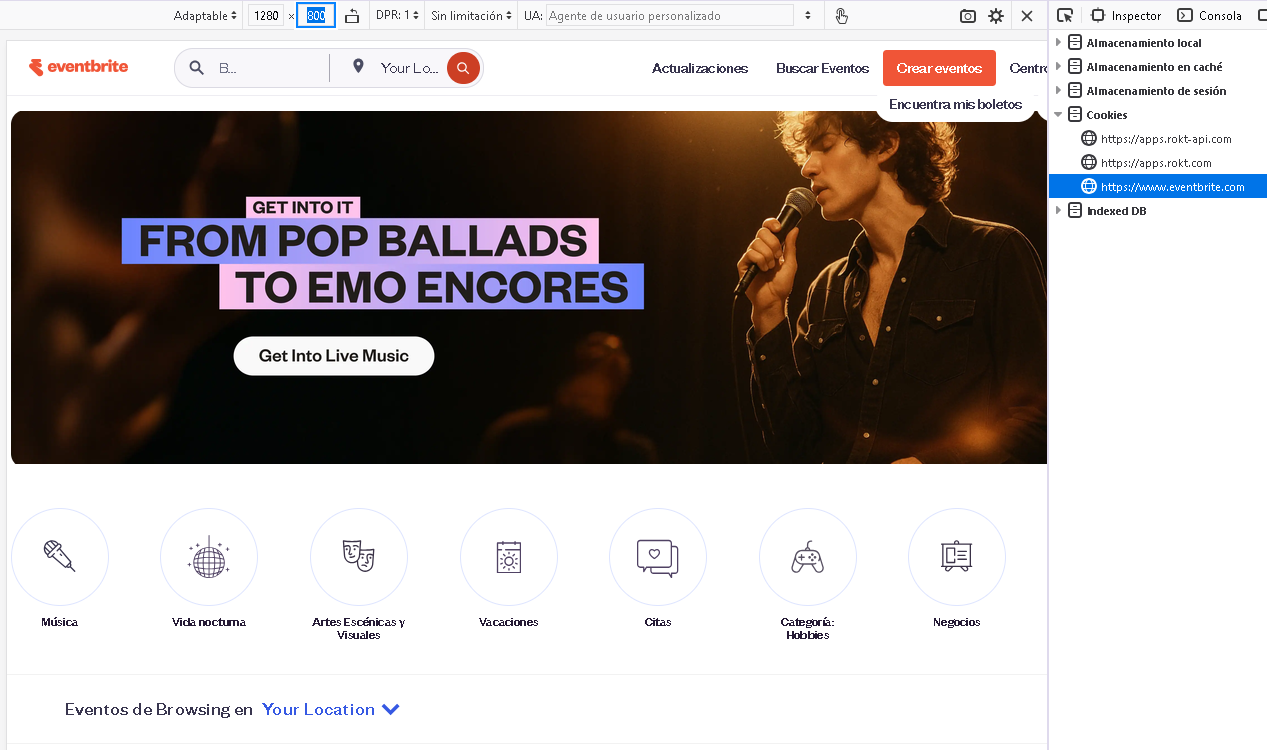 Adaptable 1280 × 800 DPR: 1 Sin limitación UA: Agente de usuario personalizado
Inspector Consola
eventbrite B... Your Lo... Actualizaciones Buscar Eventos Crear eventos Centro
Encuentra mis boletos
GET INTO IT
FROM POP BALLADS
TO EMO ENCORES
Get Into Live Music
Música
Vida nocturna
Artes Escénicas y
Visuales
Vacaciones
Citas
Categoría:
Hobbies
Negocios
Eventos de Browsing en Your Location
Almacenamiento local
Almacenamiento en caché
Almacenamiento de sesión
Cookies
https://apps.rokt-api.com
https://apps.rokt.com
https://www.eventbrite.com
Indexed DB